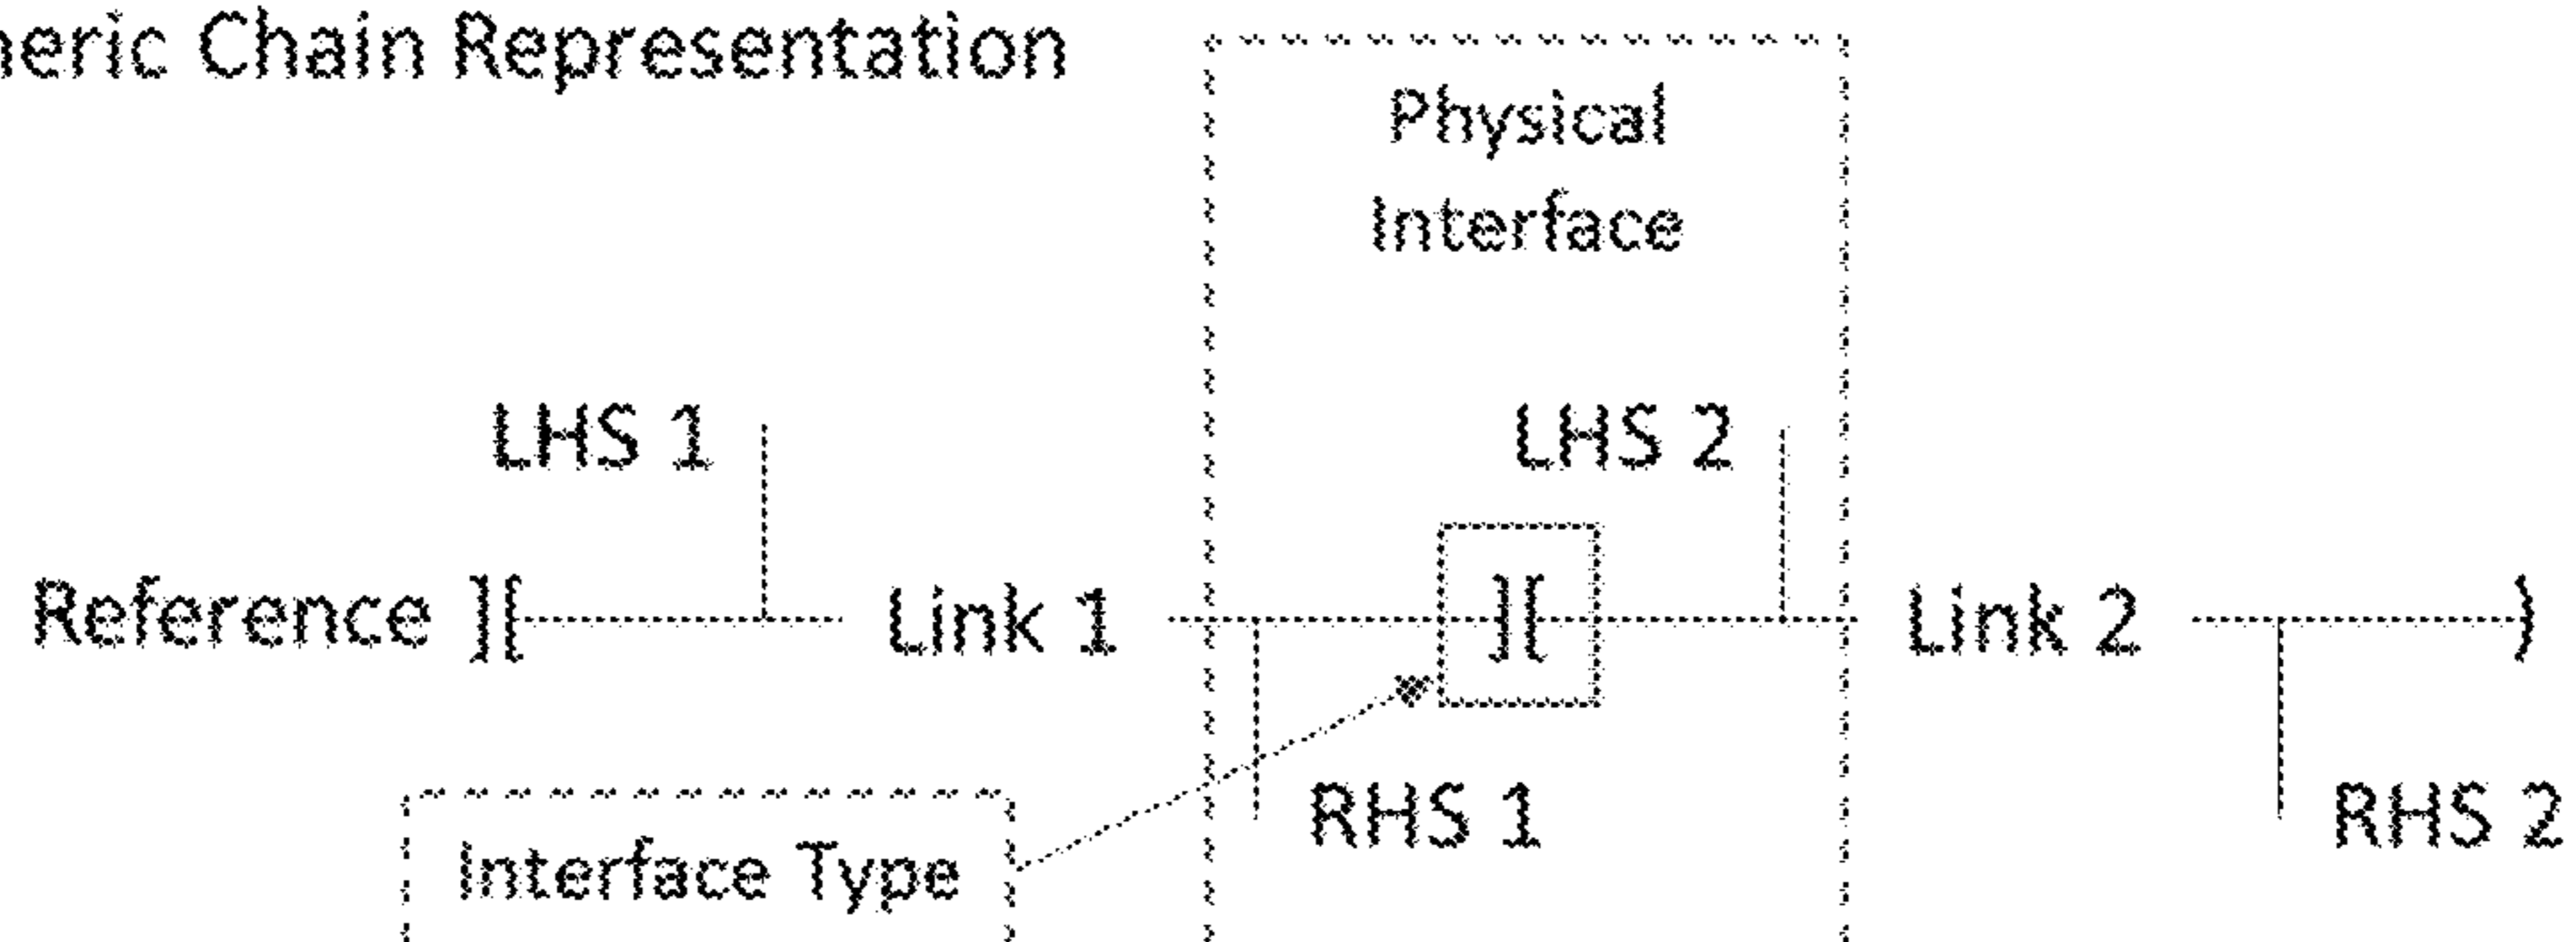 neric Chain Representation
Physical
Interface
LHS 1
LHS 2
Reference ][ Link 1 ][ Link 2 )
RHS 1
RHS 2
Interface Type